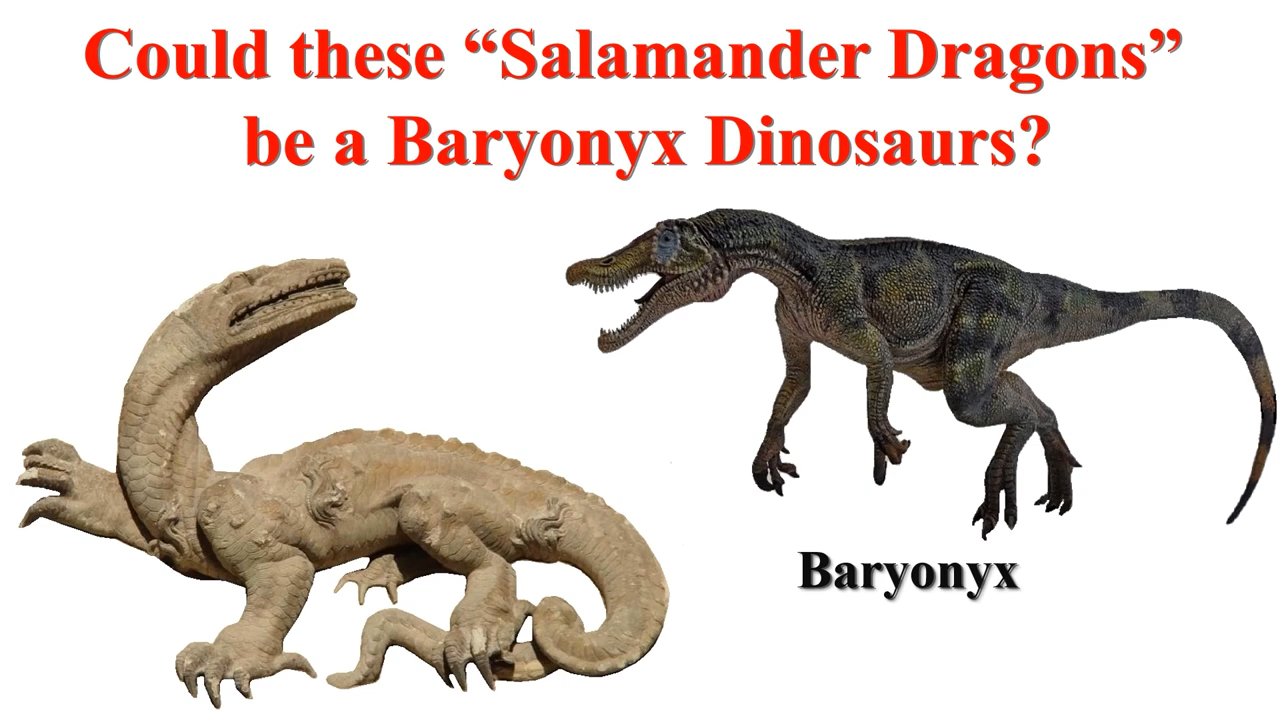 Could these “Salamander Dragons”
be a Baryonyx Dinosaurs?
Baryonyx